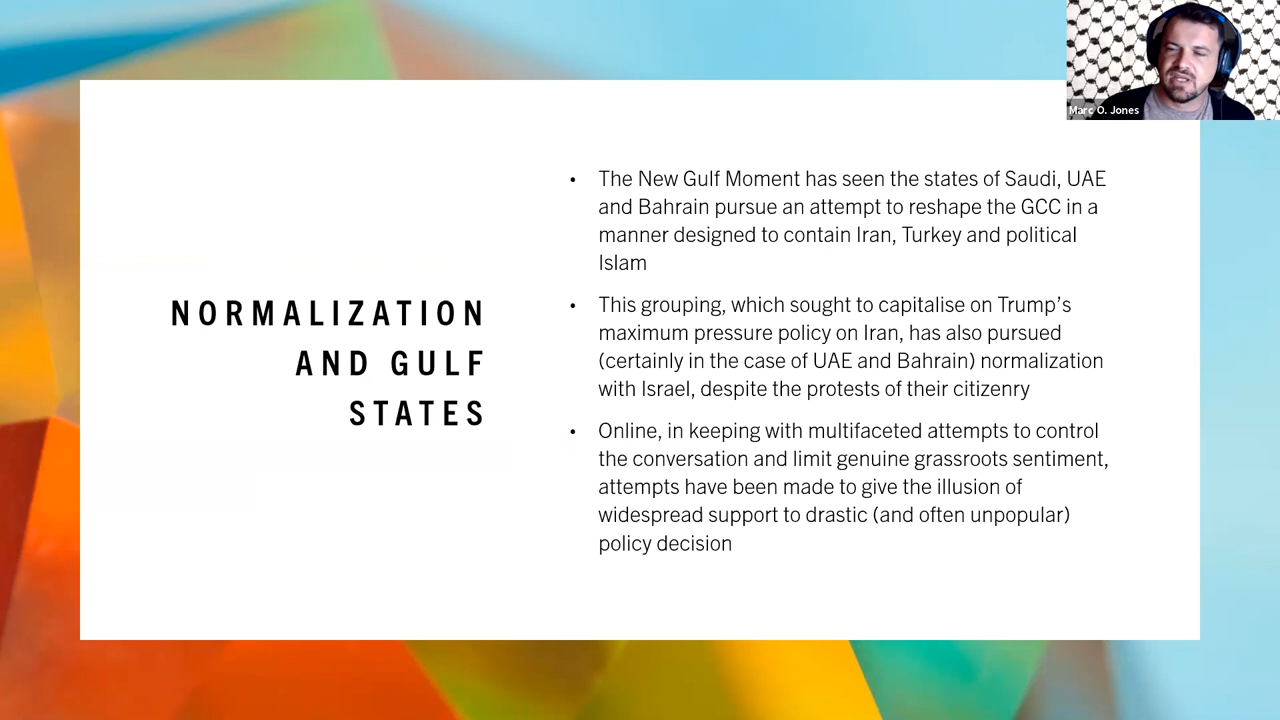 Marc O. Jones
NORMALIZATION
AND GULF
STATES
• The New Gulf Moment has seen the states of Saudi, UAE
and Bahrain pursue an attempt to reshape the GCC in a
manner designed to contain Iran, Turkey and political
Islam
• This grouping, which sought to capitalise on Trump's
maximum pressure policy on Iran, has also pursued
(certainly in the case of UAE and Bahrain) normalization
with Israel, despite the protests of their citizenry
• Online, in keeping with multifaceted attempts to control
the conversation and limit genuine grassroots sentiment,
attempts have been made to give the illusion of
widespread support to drastic (and often unpopular)
policy decision